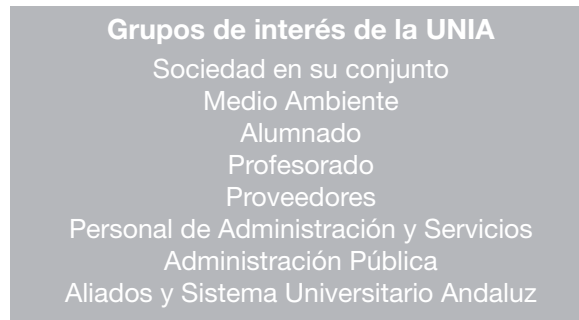 Grupos de interés de la UNIA
Sociedad en su conjunto
Medio Ambiente
Alumnado
Profesorado
Proveedores
Personal de Administración y Servicios
Administración Pública
Aliados y Sistema Universitario Andaluz